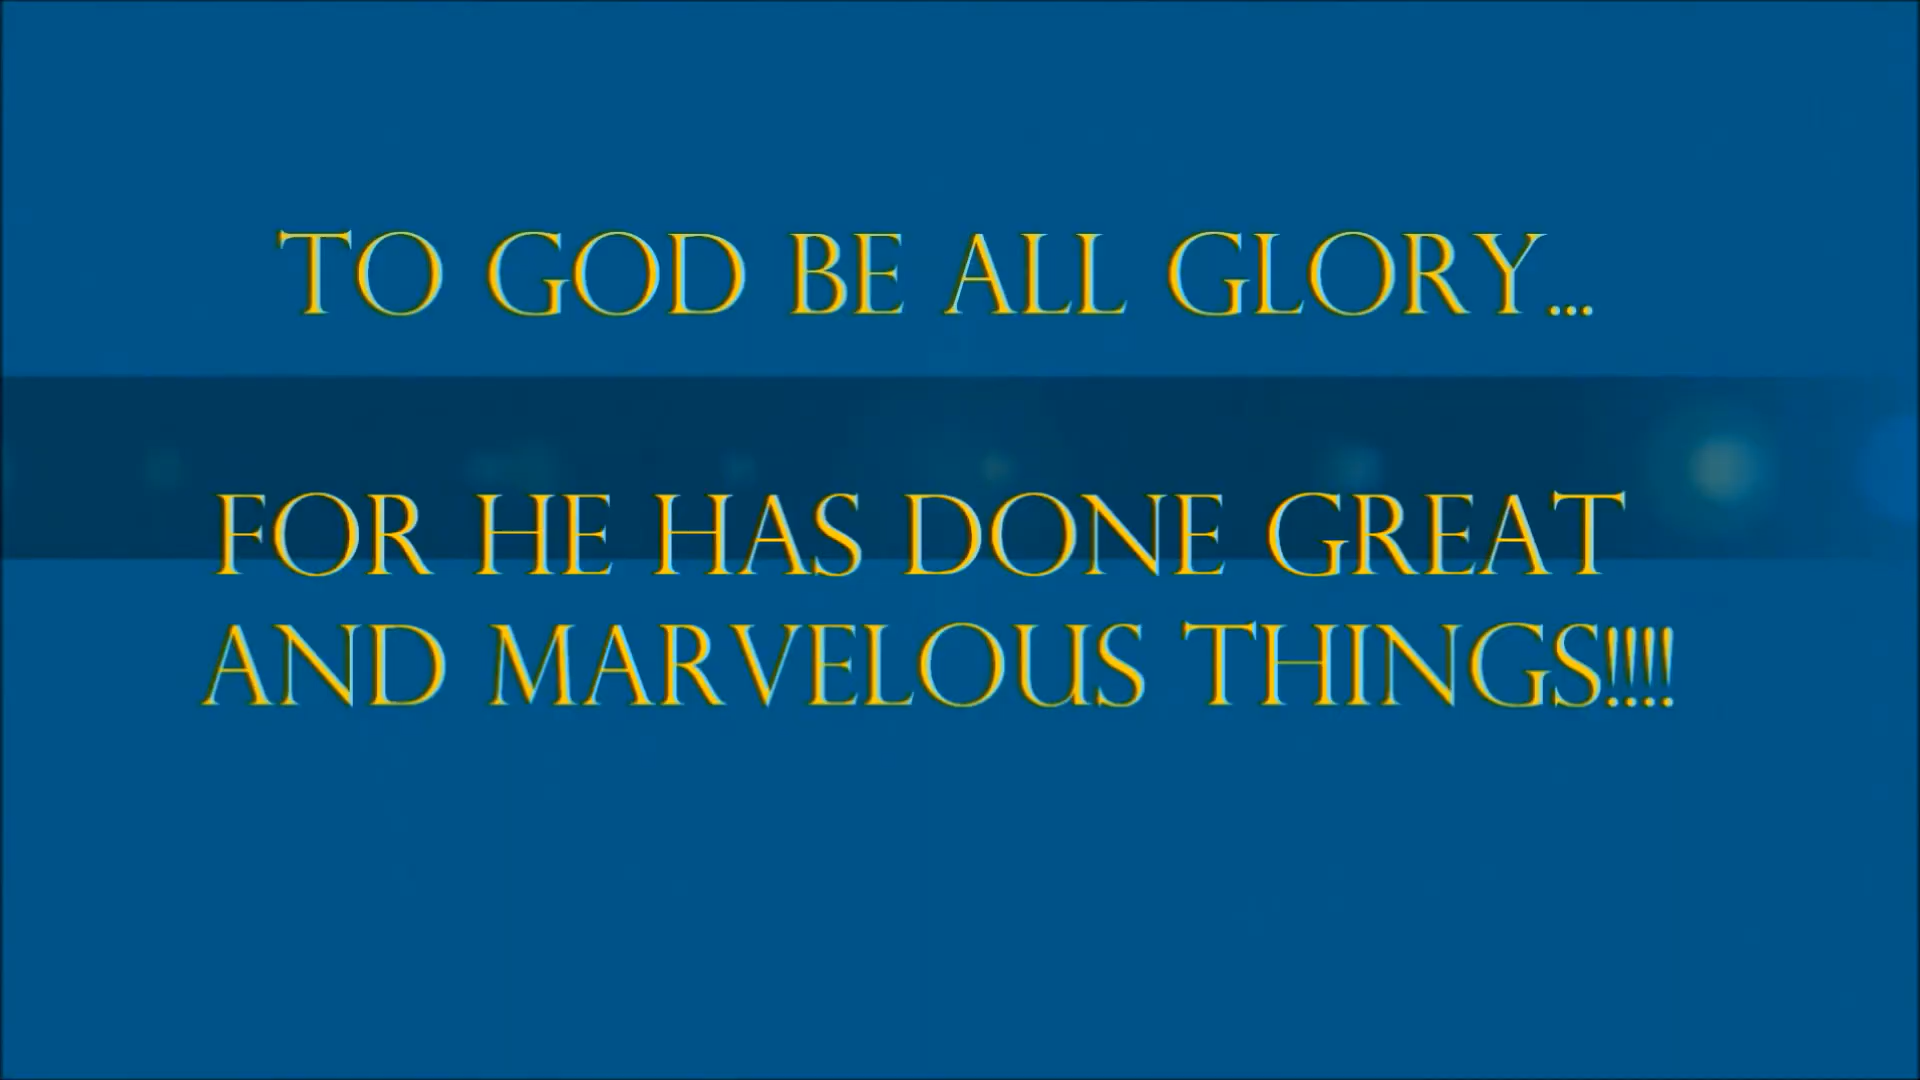 TO GOD BE ALL GLORY...
FOR HE HAS DONE GREAT
AND MARVELOUS THINGS!!!!